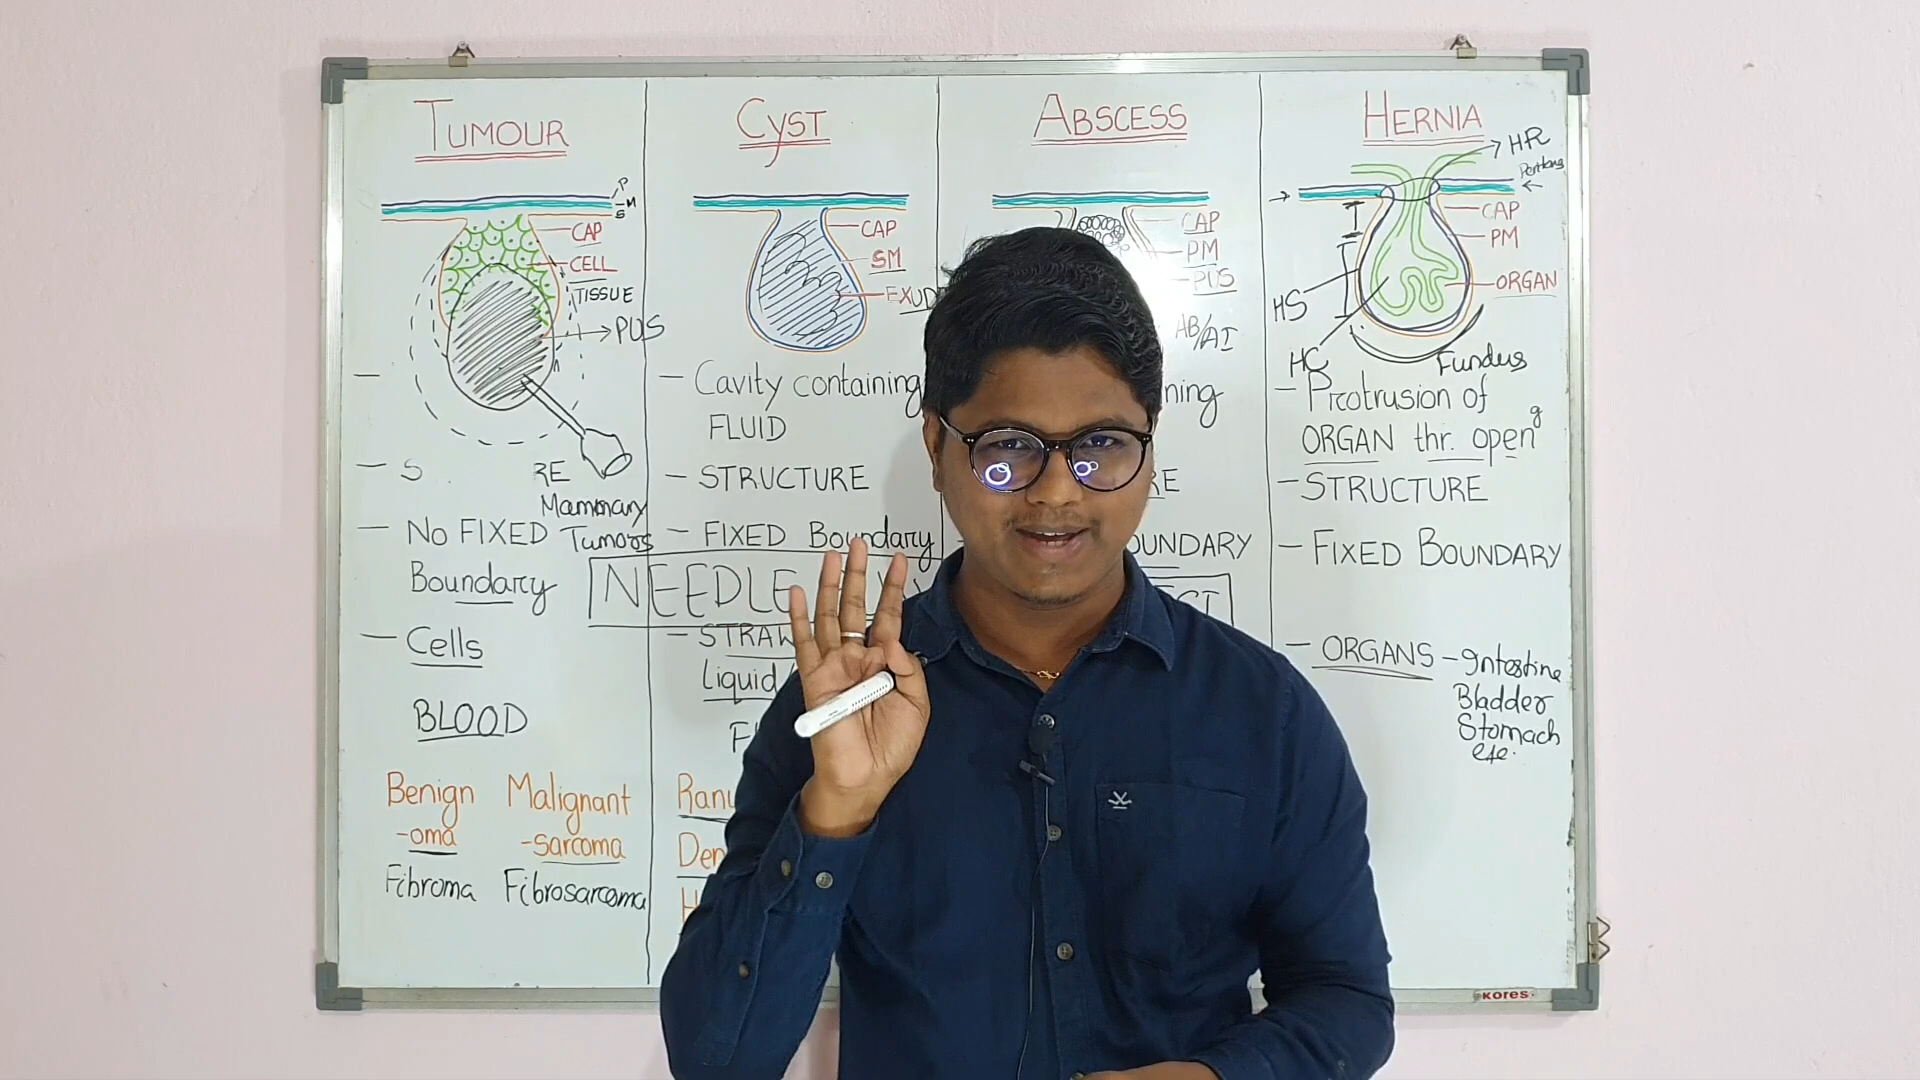 TUMOUR
P
M
S
CAP
CELL
TISSUE
PUS
RE
Mammary
Tumors
No FIXED
Boundary
Cells
BLOOD
Benign Malignant
-oma -sarcoma
Fibroma Fibrosarcoma
CYST
CAP
SM
EXUD
- Cavity containing
FLUID
- STRUCTURE
- FIXED Boundary
NEEDLE
- STRAW
Liquid
ABSCESS
CAP
PM
PUS
AB/AI
ning
RE
OUNDARY
HERNIA
HR
CAP
PM
ORGAN
HS
HC
Fundus
- Protrusion of
ORGAN thr. openg
- STRUCTURE
- FIXED BOUNDARY
- ORGANS - Intestine
Bladder
Stomach
etc.
KORES